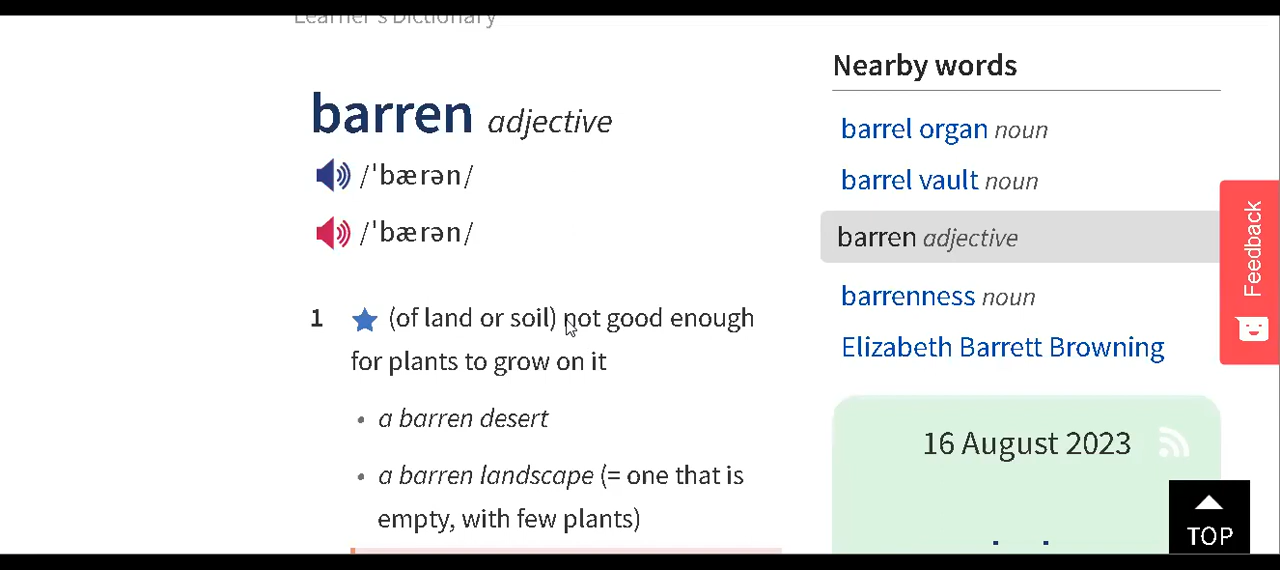 Learner's Dictionary
barren adjective
/ˈbærən/
/ˈbærən/
1 (of land or soil) not good enough
for plants to grow on it
• a barren desert
• a barren landscape (= one that is
empty, with few plants)
Nearby words
barrel organ noun
barrel vault noun
barren adjective
barrenness noun
Elizabeth Barrett Browning
16 August 2023
Feedback
TOP